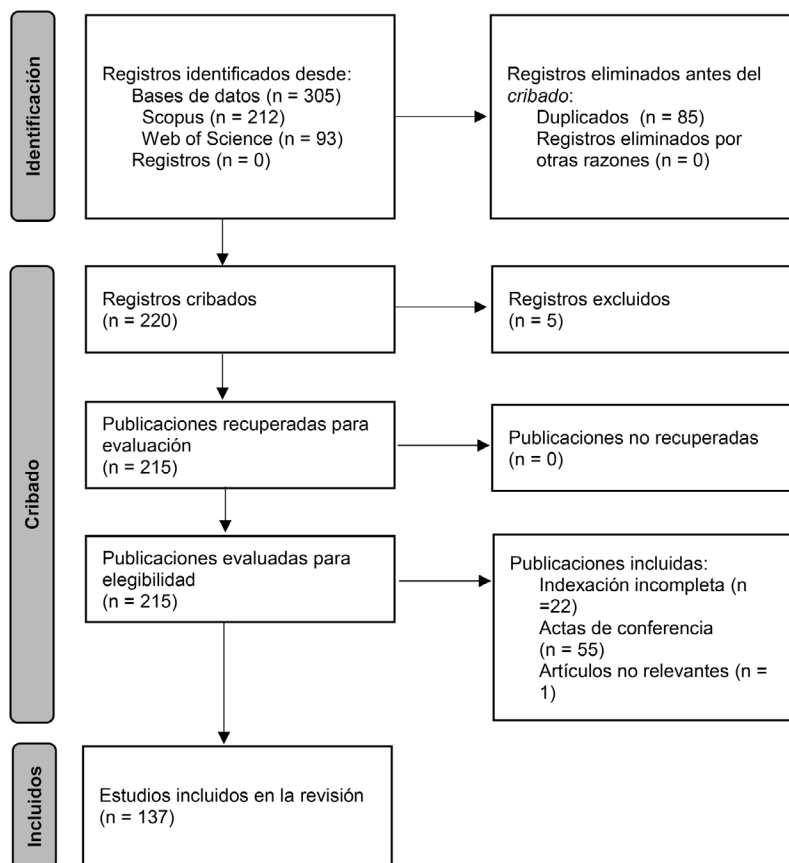 Identificación
Registros identificados desde:
Bases de datos (n = 305)
Scopus (n = 212)
Web of Science (n = 93)
Registros (n = 0)
Registros eliminados antes del
cribado:
Duplicados (n = 85)
Registros eliminados por
otras razones (n = 0)
Cribado
Registros cribados
(n = 220)
Registros excluidos
(n = 5)
Publicaciones recuperadas para
evaluación
(n = 215)
Publicaciones no recuperadas
(n = 0)
Publicaciones evaluadas para
elegibilidad
(n = 215)
Publicaciones incluidas:
Indexación incompleta (n
=22)
Actas de conferencia
(n = 55)
Artículos no relevantes (n =
1)
Incluidos
Estudios incluidos en la revisión
(n = 137)